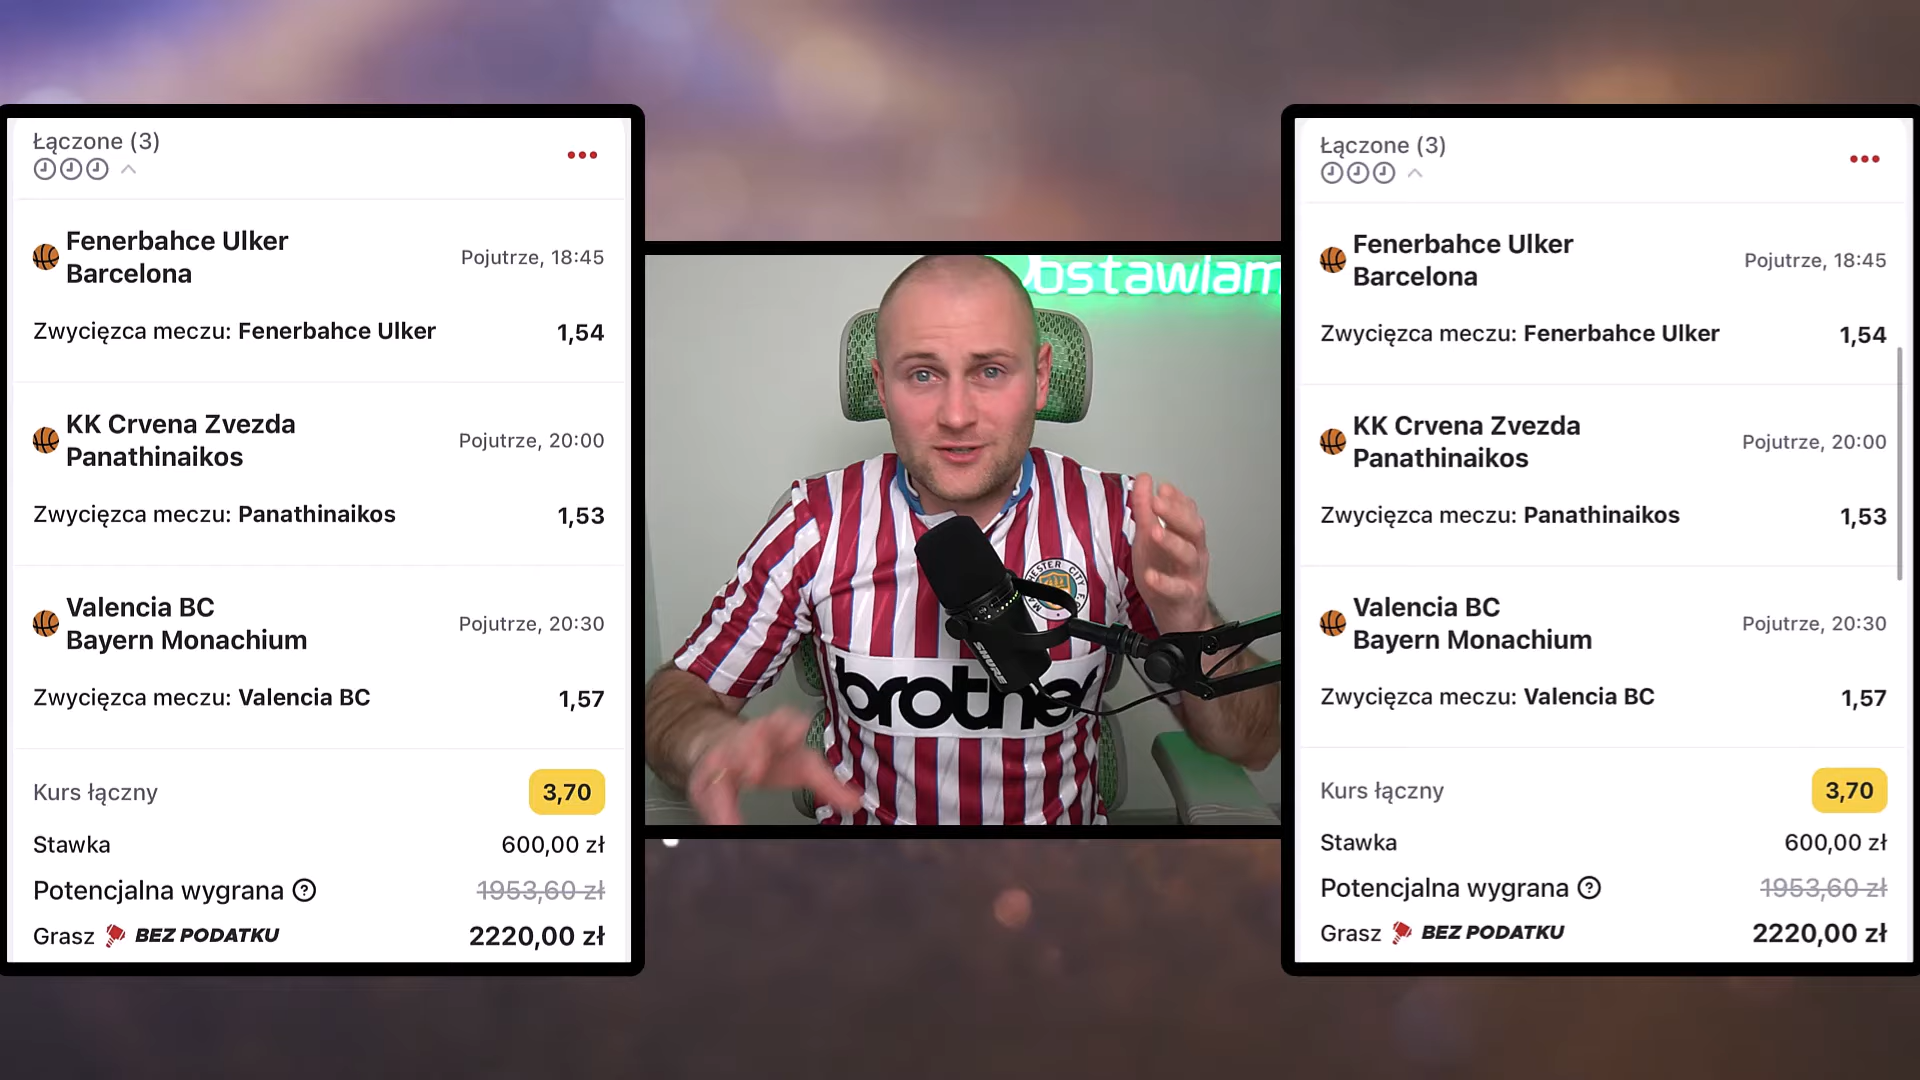 Łączone (3)
Fenerbahce Ulker
Barcelona
Pojutrze, 18:45
Zwycięzca meczu: Fenerbahce Ulker 1,54
KK Crvena Zvezda
Panathinaikos
Pojutrze, 20:00
Zwycięzca meczu: Panathinaikos 1,53
Valencia BC
Bayern Monachium
Pojutrze, 20:30
Zwycięzca meczu: Valencia BC 1,57
Kurs łączny 3,70
Stawka 600,00 zł
Potencjalna wygrana ? 1953,60 zł
Grasz BEZ PODATKU 2220,00 zł
ostawiam
SHURE
brother
Łączone (3)
Fenerbahce Ulker
Barcelona
Pojutrze, 18:45
Zwycięzca meczu: Fenerbahce Ulker 1,54
KK Crvena Zvezda
Panathinaikos
Pojutrze, 20:00
Zwycięzca meczu: Panathinaikos 1,53
Valencia BC
Bayern Monachium
Pojutrze, 20:30
Zwycięzca meczu: Valencia BC 1,57
Kurs łączny 3,70
Stawka 600,00 zł
Potencjalna wygrana ? 1953,60 zł
Grasz BEZ PODATKU 2220,00 zł